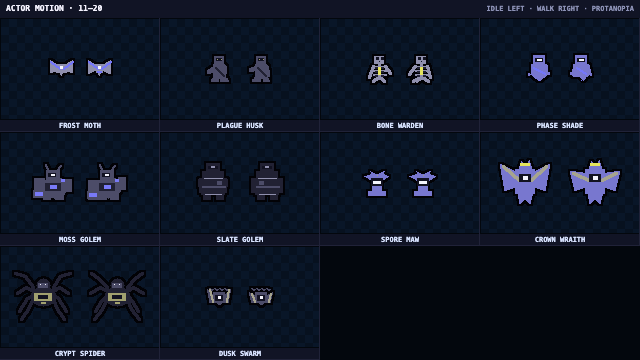 ACTOR MOTION · 11—20
IDLE LEFT · WALK RIGHT · PROTANOPIA
FROST MOTH
PLAGUE HUSK
BONE WARDEN
PHASE SHADE
MOSS GOLEM
SLATE GOLEM
SPORE MAW
CROWN WRAITH
CRYPT SPIDER
DUSK SWARM